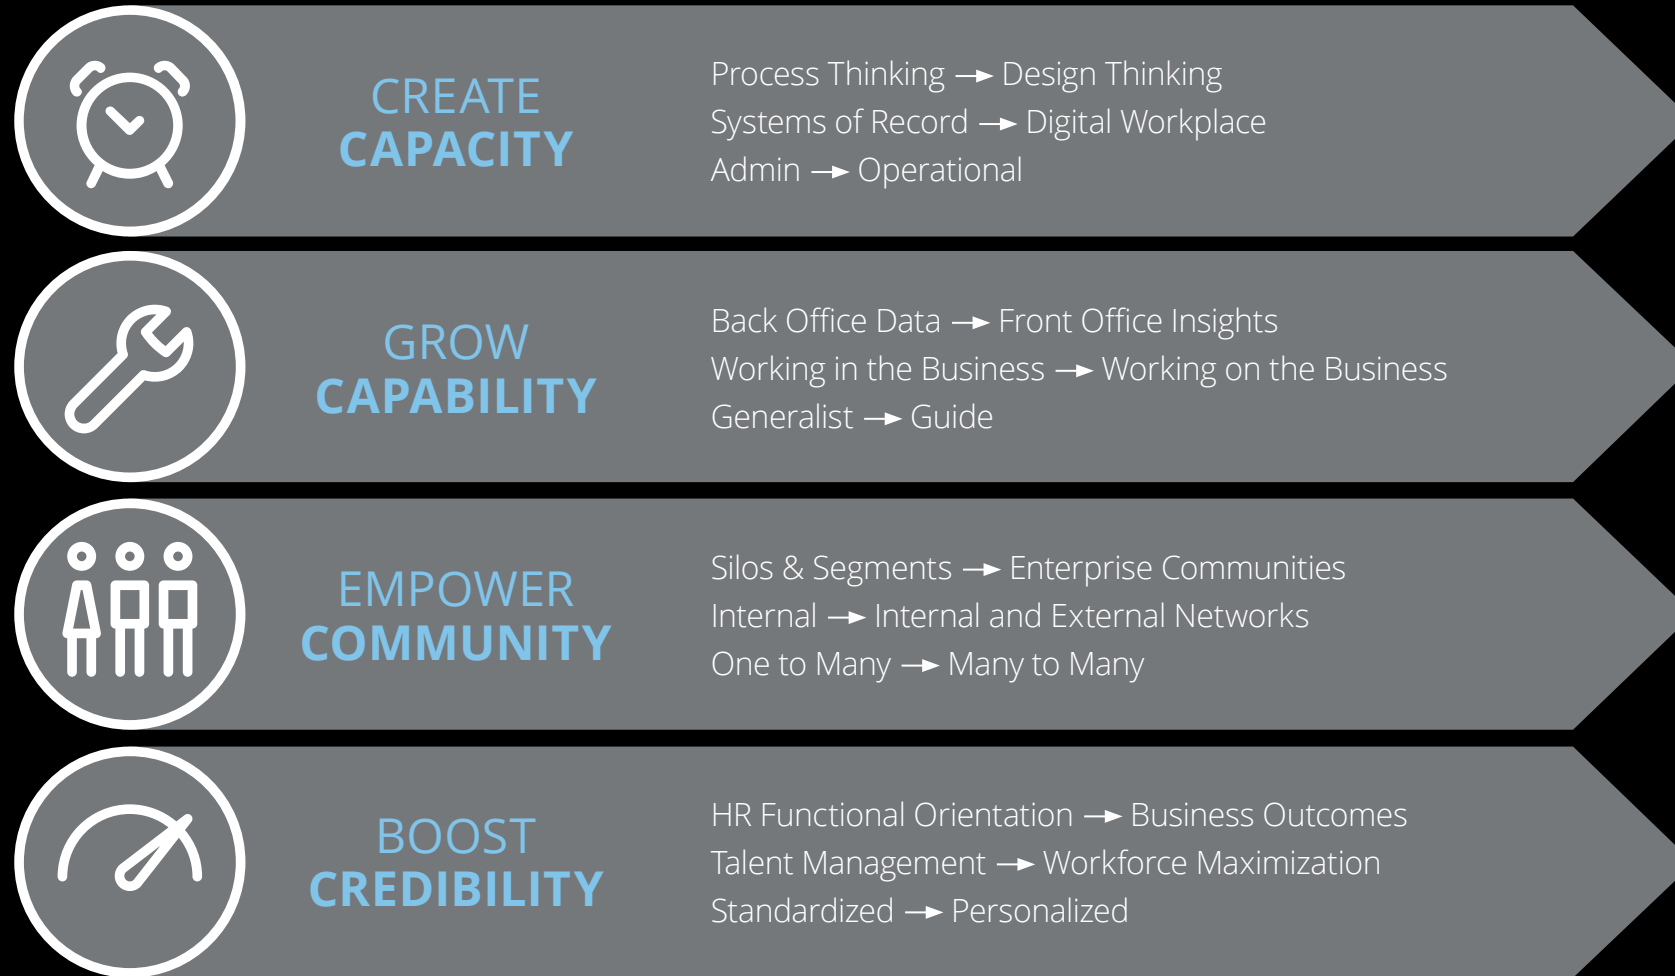 CREATE
CAPACITY
Process Thinking → Design Thinking
Systems of Record → Digital Workplace
Admin → Operational
GROW
CAPABILITY
Back Office Data → Front Office Insights
Working in the Business → Working on the Business
Generalist → Guide
EMPOWER
COMMUNITY
Silos & Segments → Enterprise Communities
Internal → Internal and External Networks
One to Many → Many to Many
BOOST
CREDIBILITY
HR Functional Orientation → Business Outcomes
Talent Management → Workforce Maximization
Standardized → Personalized